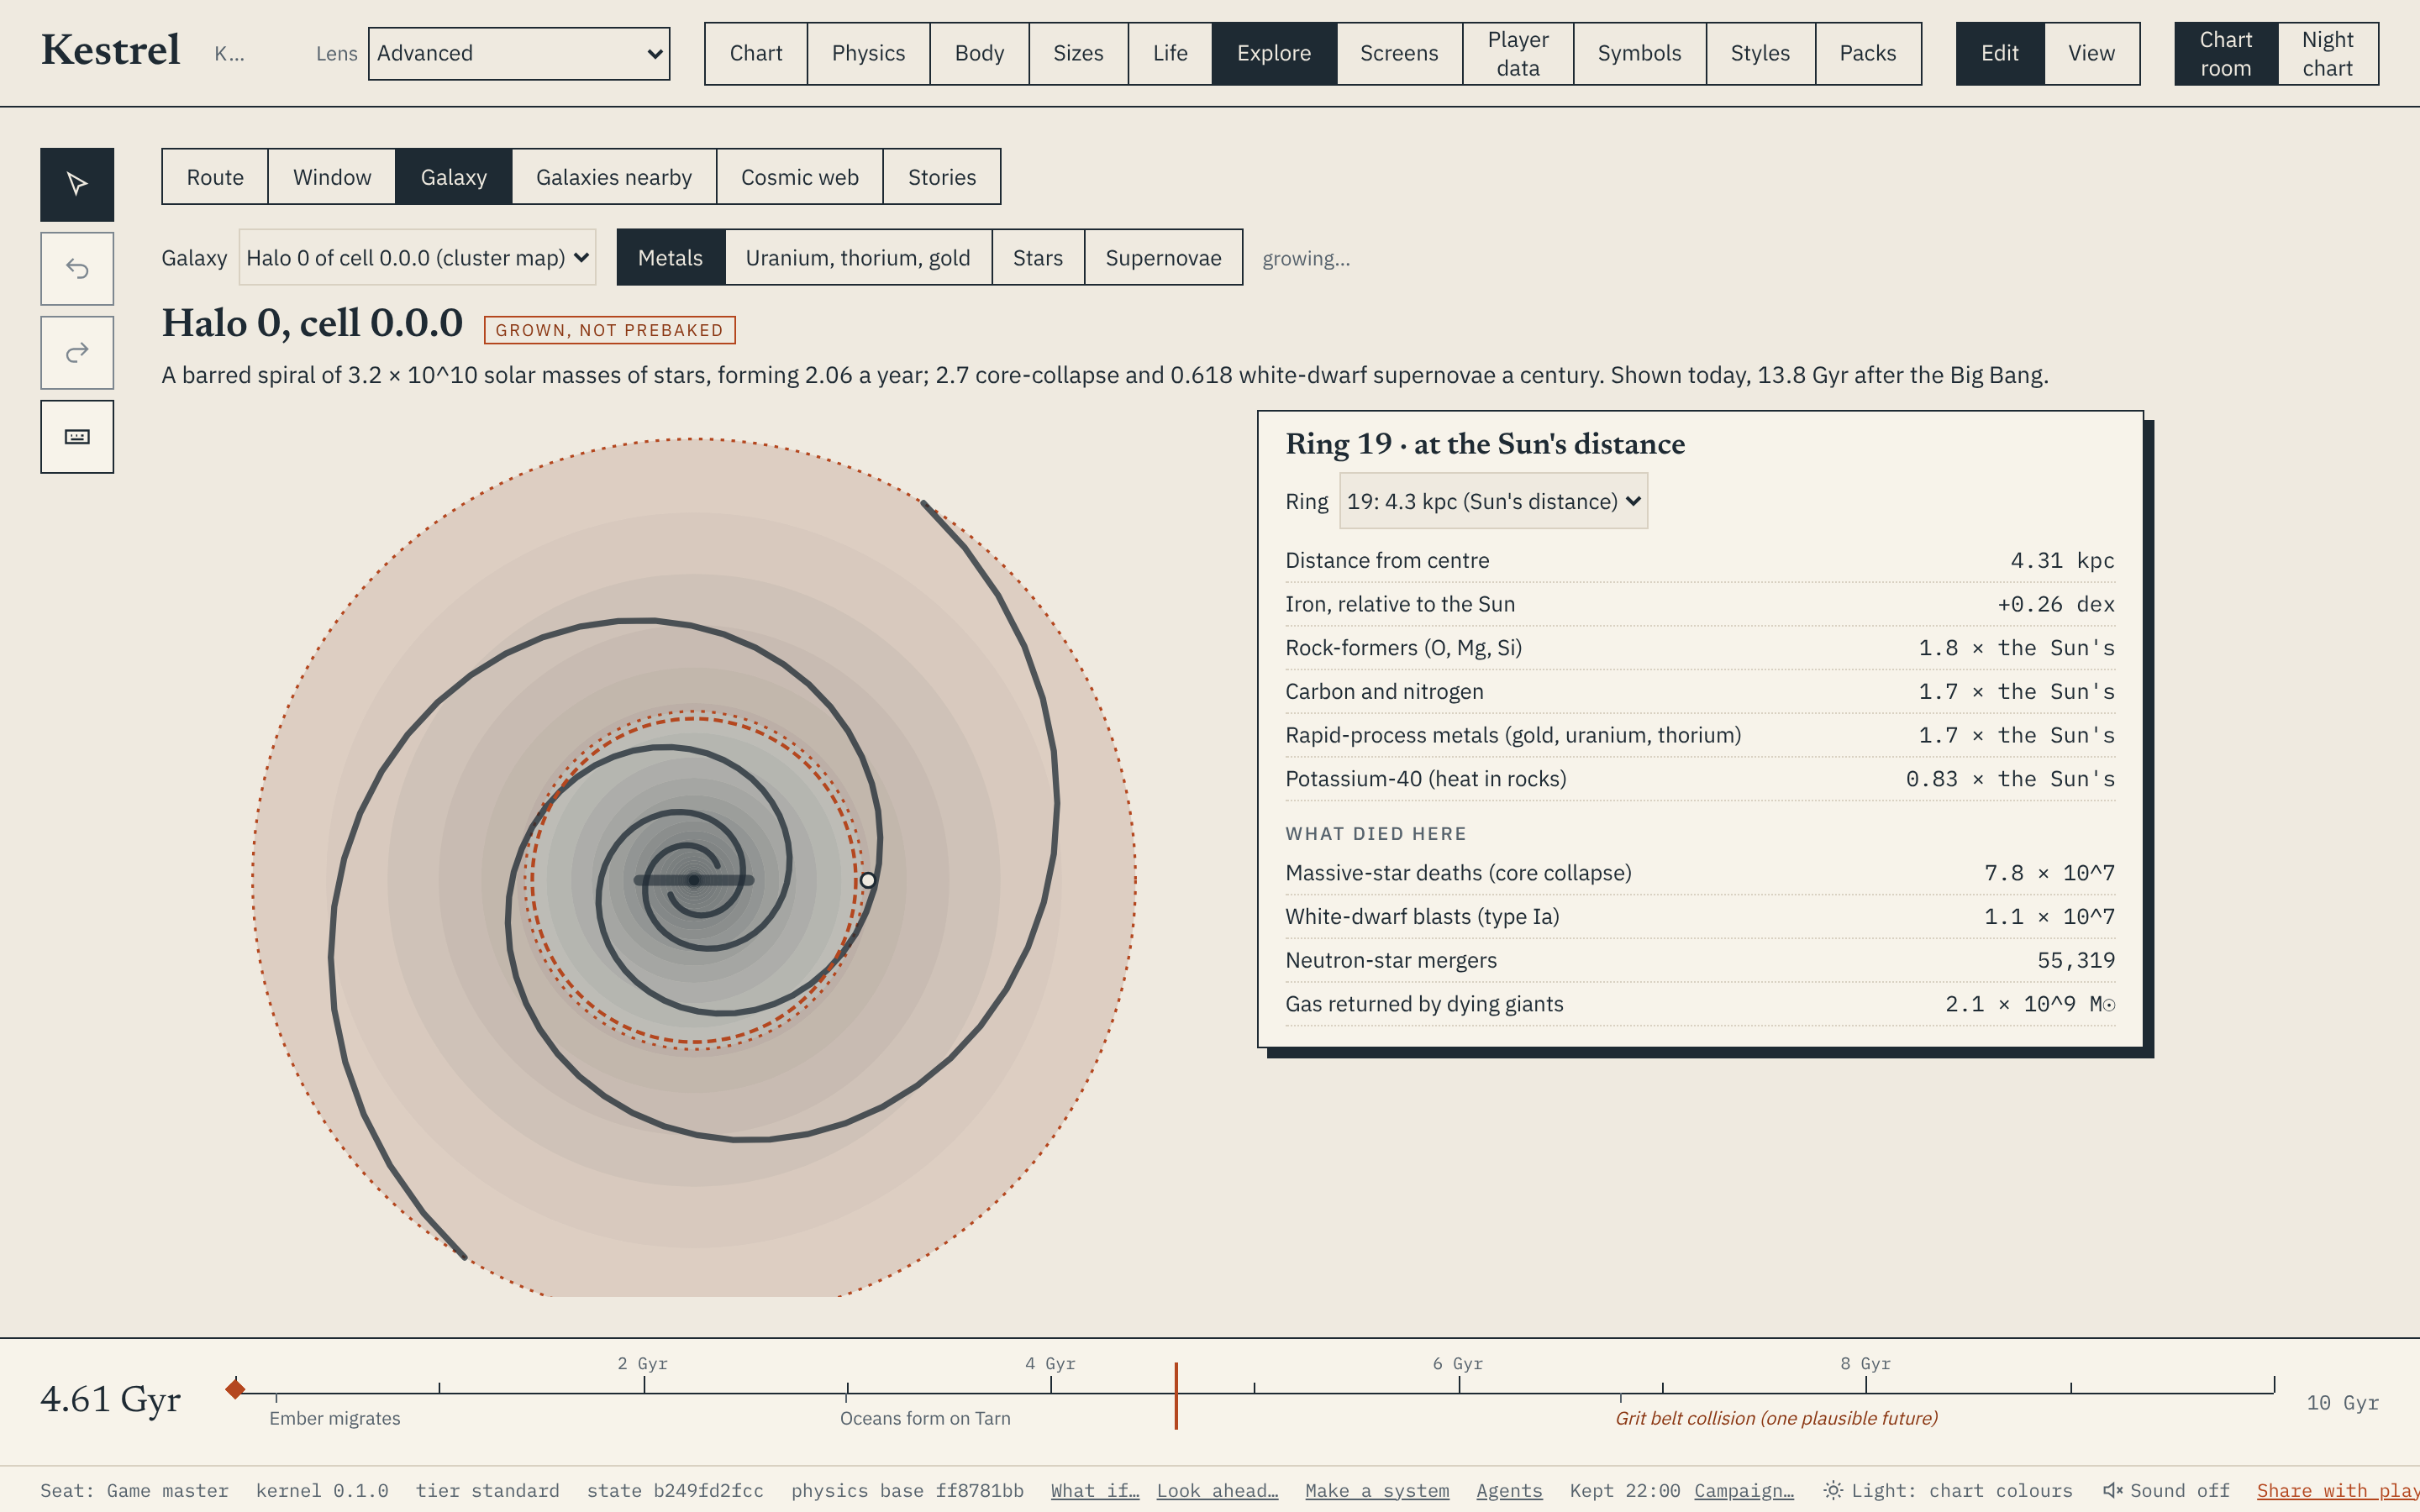 Kestrel K... Lens Advanced Chart Physics Body Sizes Life Explore Screens Player data Symbols Styles Packs Edit View Chart room Night chart
Route Window Galaxy Galaxies nearby Cosmic web Stories
Galaxy Halo 0 of cell 0.0.0 (cluster map) Metals Uranium, thorium, gold Stars Supernovae growing...
Halo 0, cell 0.0.0 GROWN, NOT PREBAKED
A barred spiral of 3.2 × 10^10 solar masses of stars, forming 2.06 a year; 2.7 core-collapse and 0.618 white-dwarf supernovae a century. Shown today, 13.8 Gyr after the Big Bang.
Ring 19 · at the Sun's distance
Ring 19: 4.3 kpc (Sun's distance)
Distance from centre 4.31 kpc
Iron, relative to the Sun +0.26 dex
Rock-formers (O, Mg, Si) 1.8 × the Sun's
Carbon and nitrogen 1.7 × the Sun's
Rapid-process metals (gold, uranium, thorium) 1.7 × the Sun's
Potassium-40 (heat in rocks) 0.83 × the Sun's
WHAT DIED HERE
Massive-star deaths (core collapse) 7.8 × 10^7
White-dwarf blasts (type Ia) 1.1 × 10^7
Neutron-star mergers 55,319
Gas returned by dying giants 2.1 × 10^9 M☉
2 Gyr 4 Gyr 6 Gyr 8 Gyr
4.61 Gyr 10 Gyr
Ember migrates Oceans form on Tarn Grit belt collision (one plausible future)
Seat: Game master kernel 0.1.0 tier standard state b249fd2fcc physics base ff8781bb What if... Look ahead... Make a system Agents Kept 22:00 Campaign... Light: chart colours Sound off Share with play